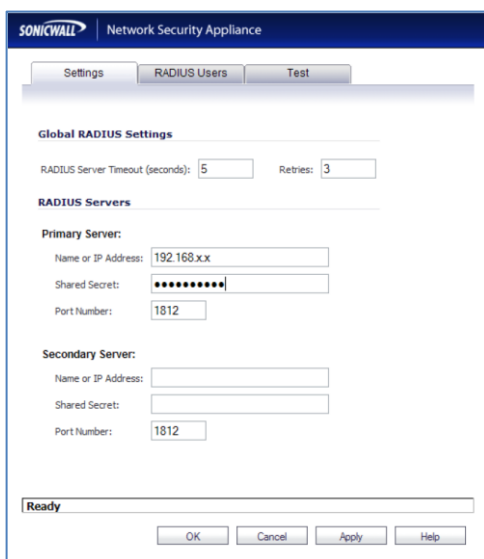 SONICWALL Network Security Appliance
Settings RADIUS Users Test
Global RADIUS Settings
RADIUS Server Timeout (seconds): 5 Retries: 3
RADIUS Servers
Primary Server:
Name or IP Address: 192.168.x.x
Shared Secret: ●●●●●●●●●●
Port Number: 1812
Secondary Server:
Name or IP Address:
Shared Secret:
Port Number: 1812
Ready
OK Cancel Apply Help